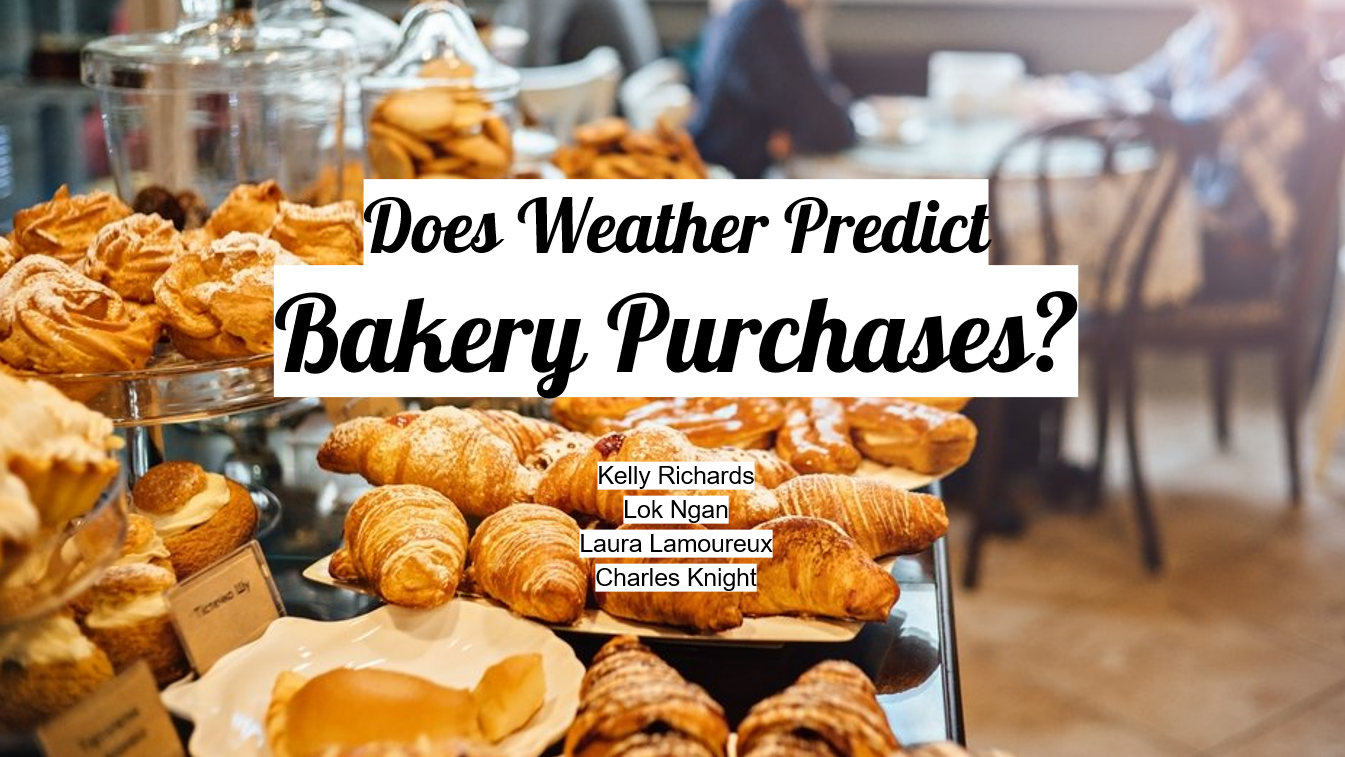 Does Weather Predict
Bakery Purchases?
Kelly Richards
Lok Ngan
Laura Lamoureux
Charles Knight